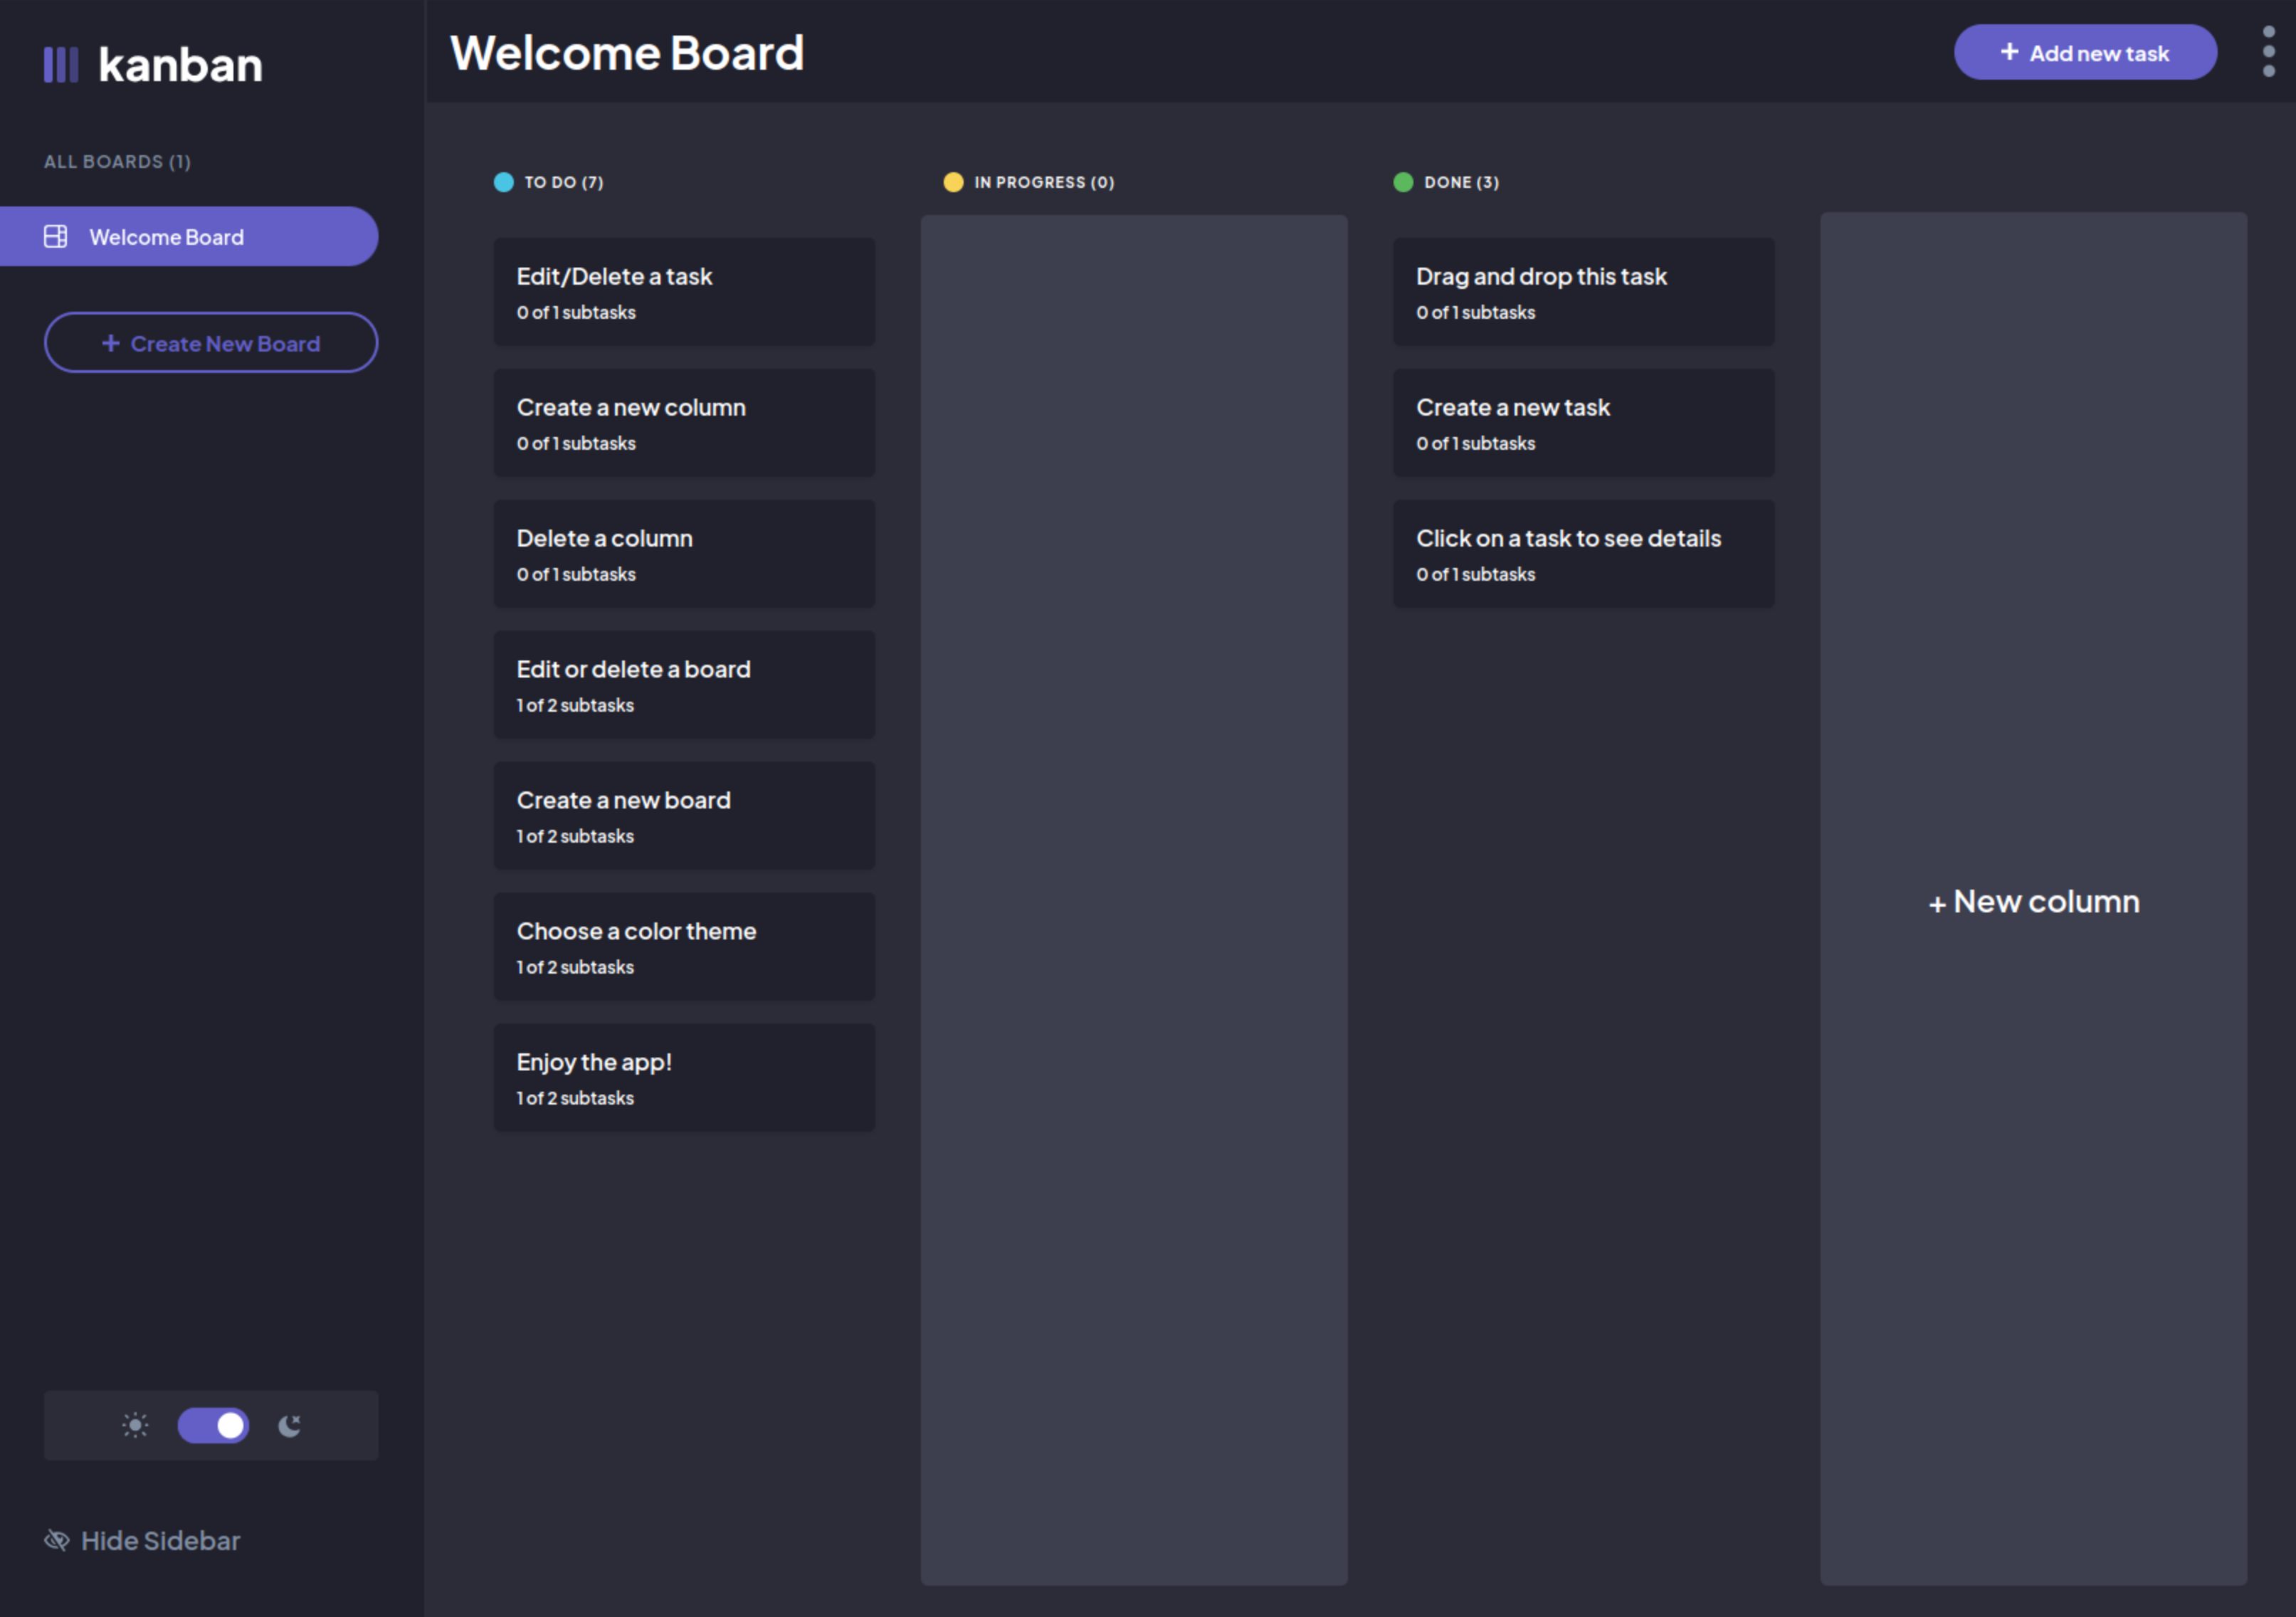 kanban
ALL BOARDS (1)
Welcome Board
+ Create New Board
Hide Sidebar
Welcome Board
+ Add new task
TO DO (7)
Edit/Delete a task
0 of 1 subtasks
Create a new column
0 of 1 subtasks
Delete a column
0 of 1 subtasks
Edit or delete a board
1 of 2 subtasks
Create a new board
1 of 2 subtasks
Choose a color theme
1 of 2 subtasks
Enjoy the app!
1 of 2 subtasks
IN PROGRESS (0)
DONE (3)
Drag and drop this task
0 of 1 subtasks
Create a new task
0 of 1 subtasks
Click on a task to see details
0 of 1 subtasks
+ New column